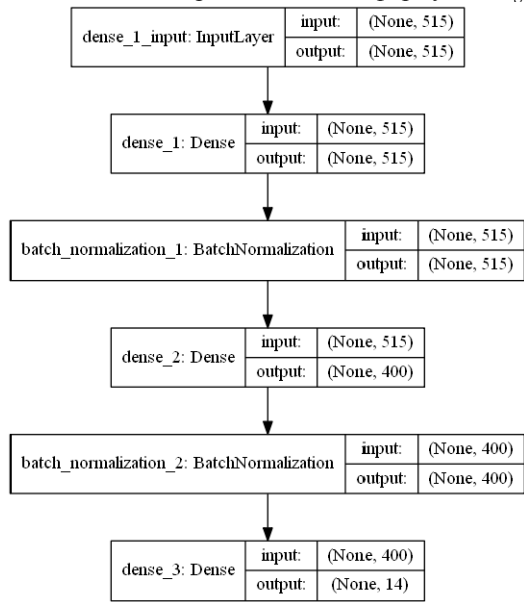 dense_1_input: InputLayer
input: (None, 515)
output: (None, 515)
dense_1: Dense
input: (None, 515)
output: (None, 515)
batch_normalization_1: BatchNormalization
input: (None, 515)
output: (None, 515)
dense_2: Dense
input: (None, 515)
output: (None, 400)
batch_normalization_2: BatchNormalization
input: (None, 400)
output: (None, 400)
dense_3: Dense
input: (None, 400)
output: (None, 14)